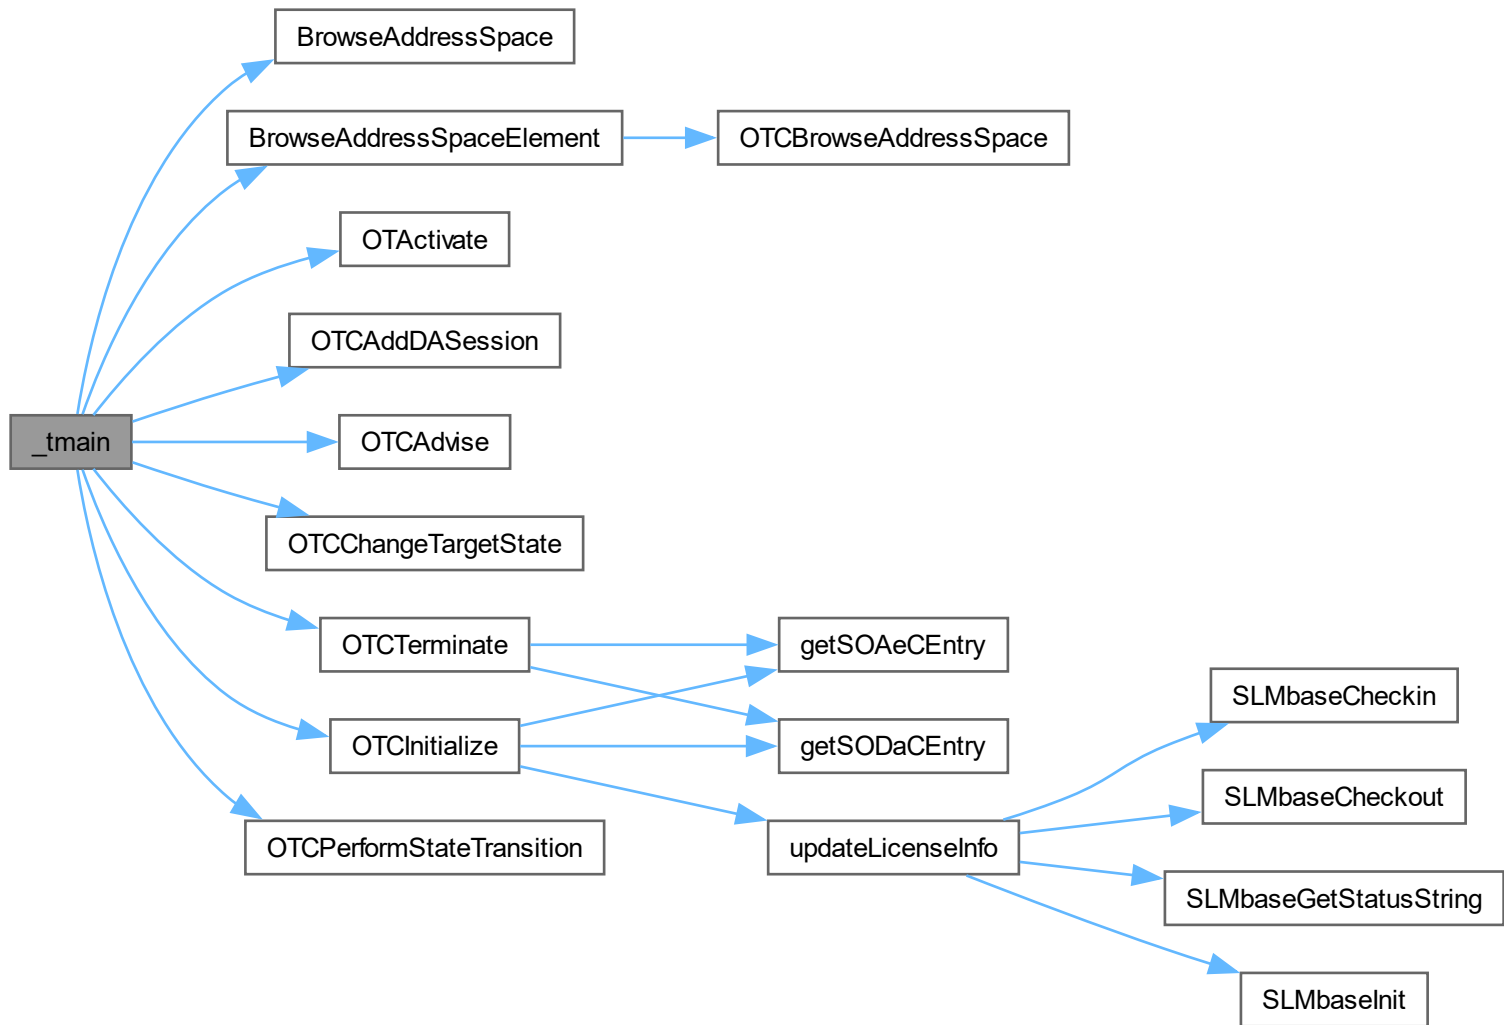 BrowseAddressSpace
BrowseAddressSpaceElement
OTCBrowseAddressSpace
OTActivate
OTCAddDASession
_tmain
OTCAdvise
OTCChangeTargetState
OTCTerminate
getSOAeCEntry
SLMbaseCheckin
OTCInitialize
getSODaCEntry
SLMbaseCheckout
OTCPerformStateTransition
updateLicenseInfo
SLMbaseGetStatusString
SLMbaseInit